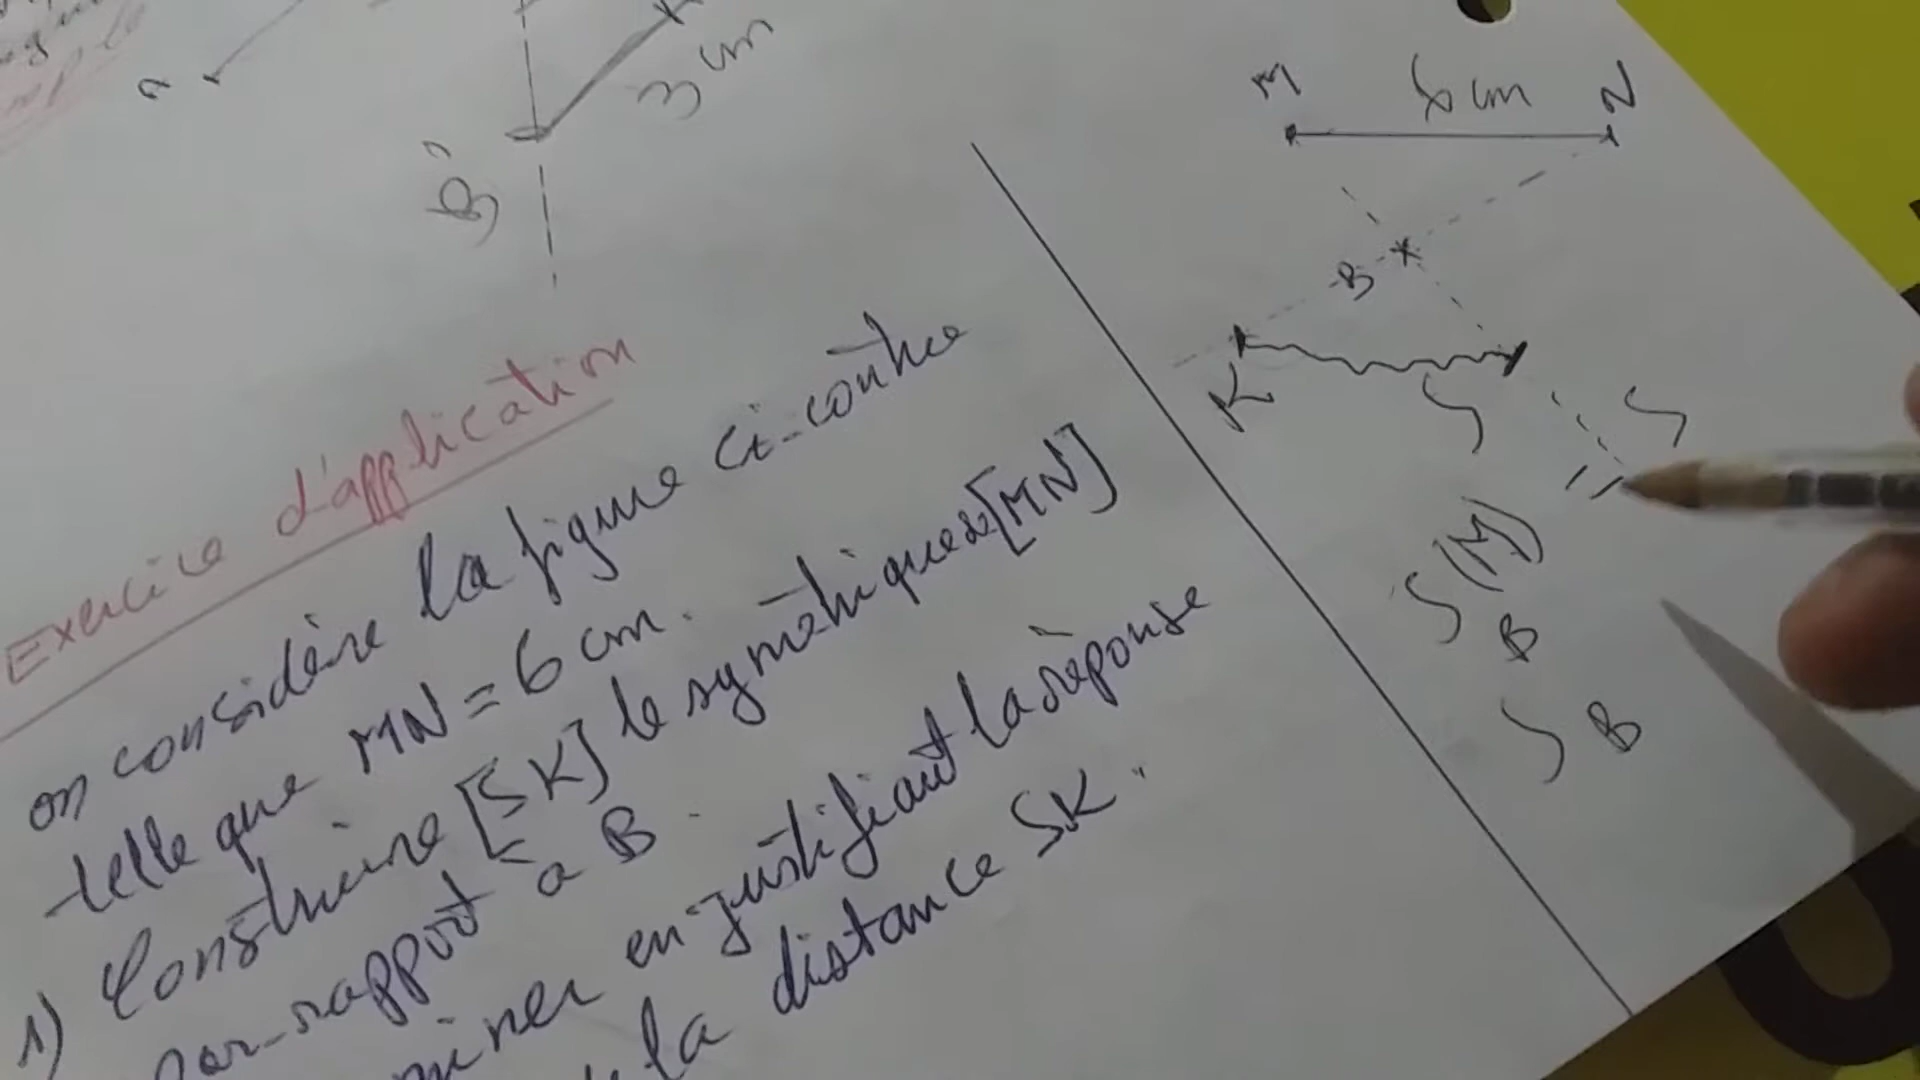 3 cm
B'
Exercice d'application
on considère la figure ci-contre
telle que MN = 6 cm.
1) Construire [SK] le symétrique de [MN]
par-rapport à B.
en justifiant la réponse
la distance SK.
M 6 cm N
B
K S S
S(M)
B
S B